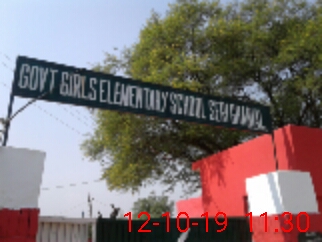 GOVT GIRLS ELEMENTARY SCHOOL
12-10-19 11:30